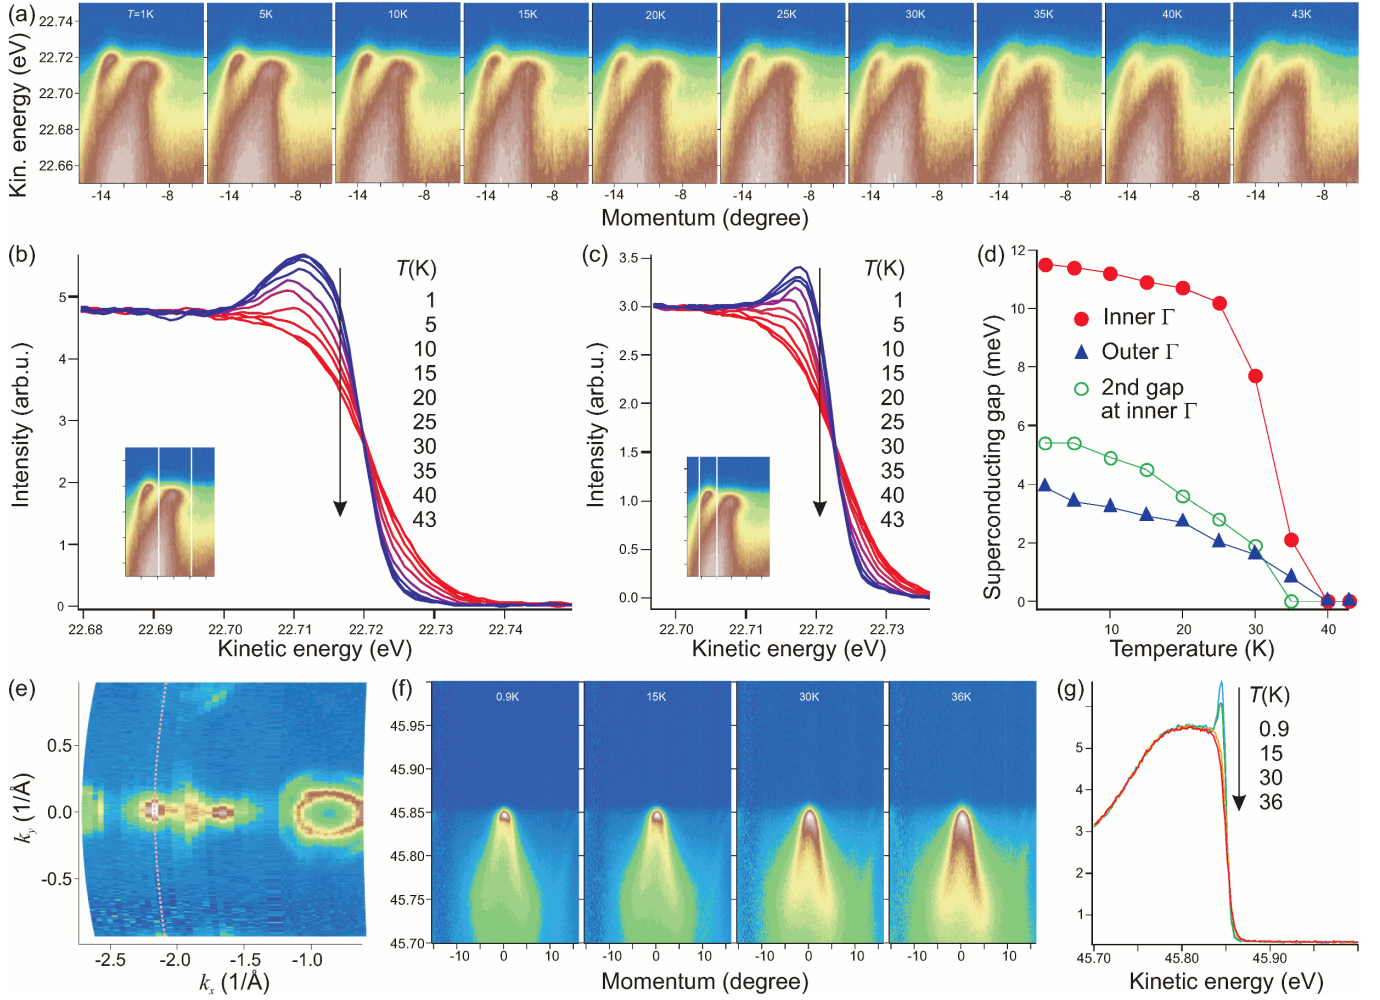 (a)
Kin. energy (eV)
22.74
22.72
22.70
22.68
22.66
T=1K 5K 10K 15K 20K 25K 30K 35K 40K 43K
-14 -8 -14 -8 -14 -8 -14 -8 -14 -8 -14 -8 -14 -8 -14 -8 -14 -8 -14 -8
Momentum (degree)
(b)
Intensity (arb.u.)
5
4
3
2
1
0
T(K)
1
5
10
15
20
25
30
35
40
43
22.68 22.69 22.70 22.71 22.72 22.73 22.74
Kinetic energy (eV)
(c)
Intensity (arb.u.)
3.5
3.0
2.5
2.0
1.5
1.0
0.5
0.0
T(K)
1
5
10
15
20
25
30
35
40
43
22.70 22.71 22.72 22.73
Kinetic energy (eV)
(d)
Superconducting gap (meV)
12
10
8
6
4
2
0
Inner Γ
Outer Γ
2nd gap
at inner Γ
10 20 30 40
Temperature (K)
(e)
ky (1/Å)
0.5
0.0
-0.5
-2.5 -2.0 -1.5 -1.0
kx (1/Å)
(f)
45.95
45.90
45.85
45.80
45.75
45.70
0.9K 15K 30K 36K
-10 0 10 -10 0 10 -10 0 10 -10 0 10
Momentum (degree)
(g)
5
4
3
2
1
T(K)
0.9
15
30
36
45.70 45.80 45.90
Kinetic energy (eV)